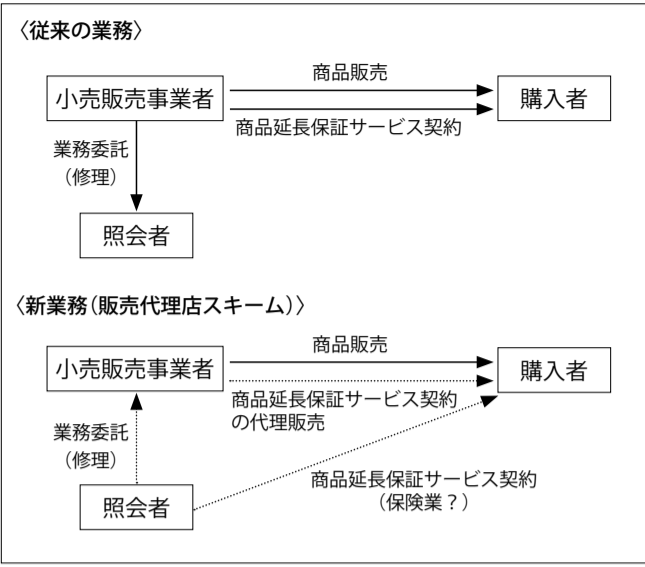 〈従来の業務〉
商品販売
小売販売事業者
購入者
商品延長保証サービス契約
業務委託
（修理）
照会者
〈新業務（販売代理店スキーム）〉
商品販売
小売販売事業者
購入者
商品延長保証サービス契約
の代理販売
業務委託
（修理）
商品延長保証サービス契約
（保険業？）
照会者